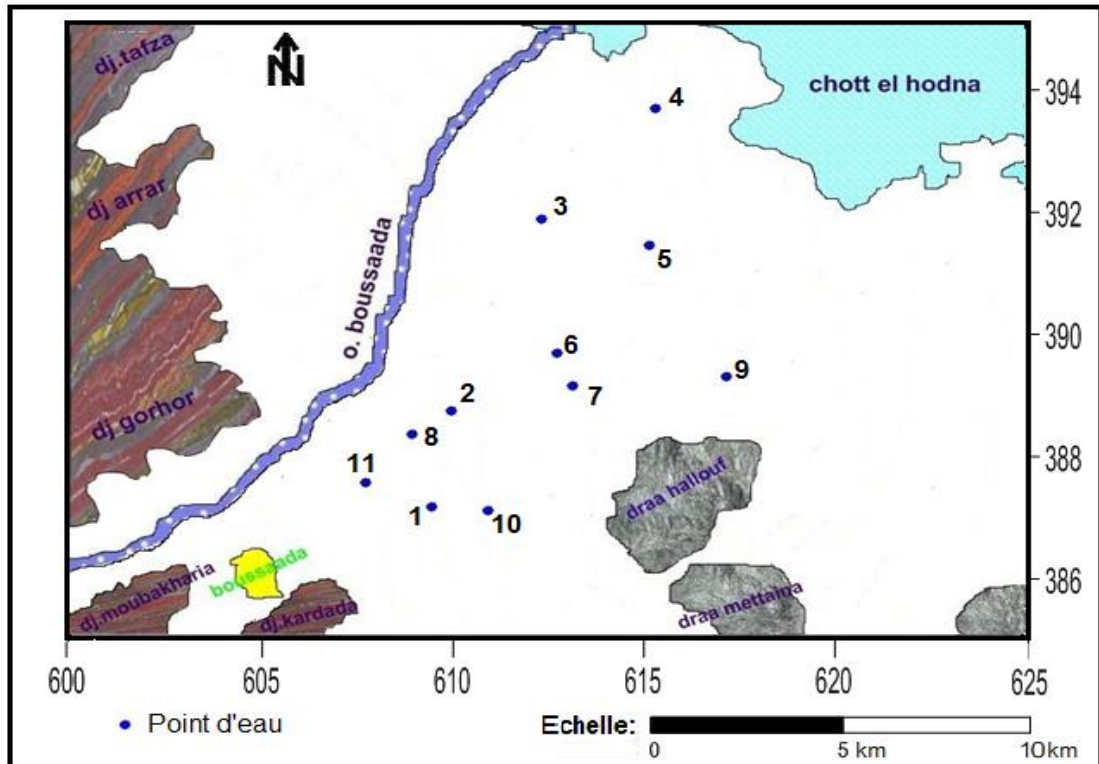 dj.tafza
N
chott el hodna
394
4
dj arrar
3
392
5
o. boussaada
390
6
9
7
2
dj gorhor
8
388
11
draa hallouf
1
10
boussaada
386
dj.moubakharia
draa mettaina
dj.kardada
600 605 610 615 620 625
Point d'eau
Echelle:
0 5 km 10km